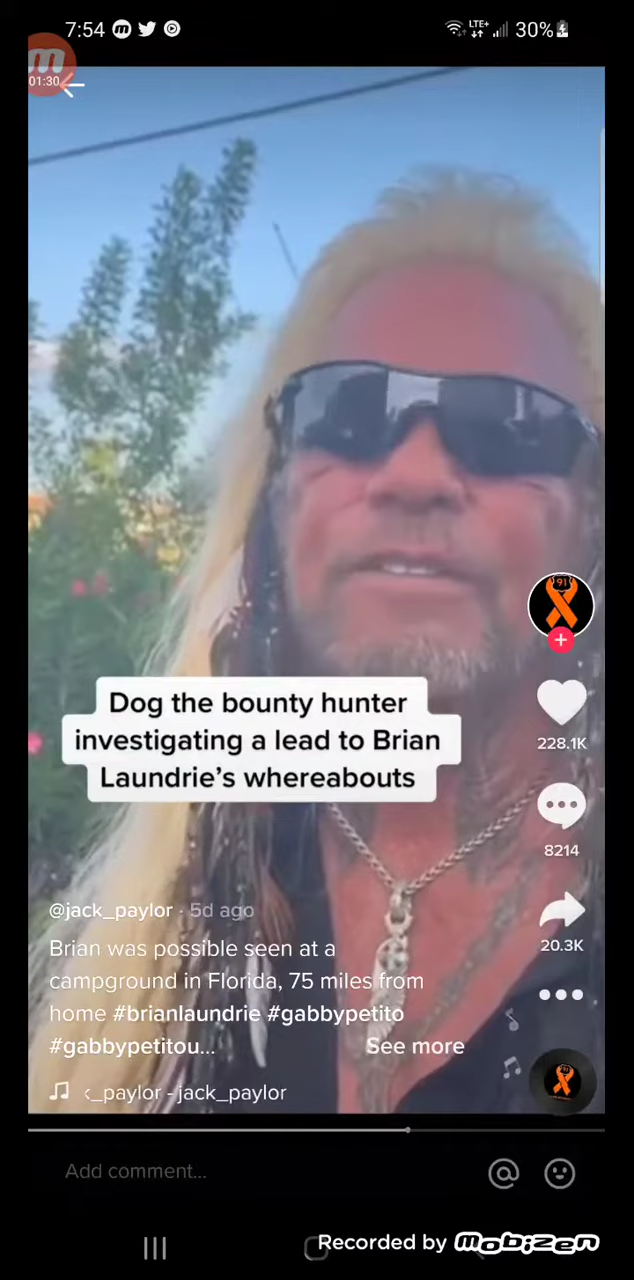 7:54
LTE+
30%
m
01:30
Dog the bounty hunter
investigating a lead to Brian
Laundrie's whereabouts
91
228.1K
8214
20.3K
@jack_paylor · 5d ago
Brian was possible seen at a
campground in Florida, 75 miles from
home #brianlaundrie #gabbypetito
#gabbypetitou...
See more
<_paylor - jack_paylor
Add comment...
Recorded by mobizen